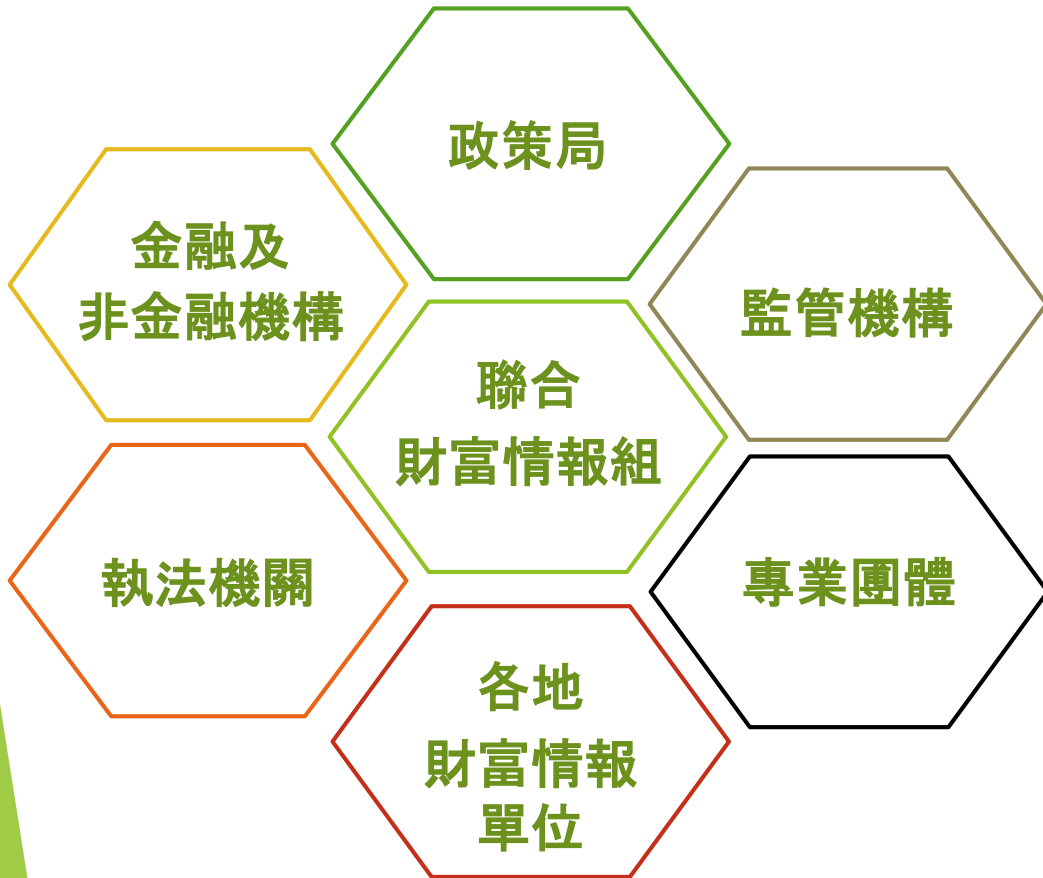 政策局
金融及
非金融機構
監管機構
聯合
財富情報組
執法機關
專業團體
各地
財富情報
單位